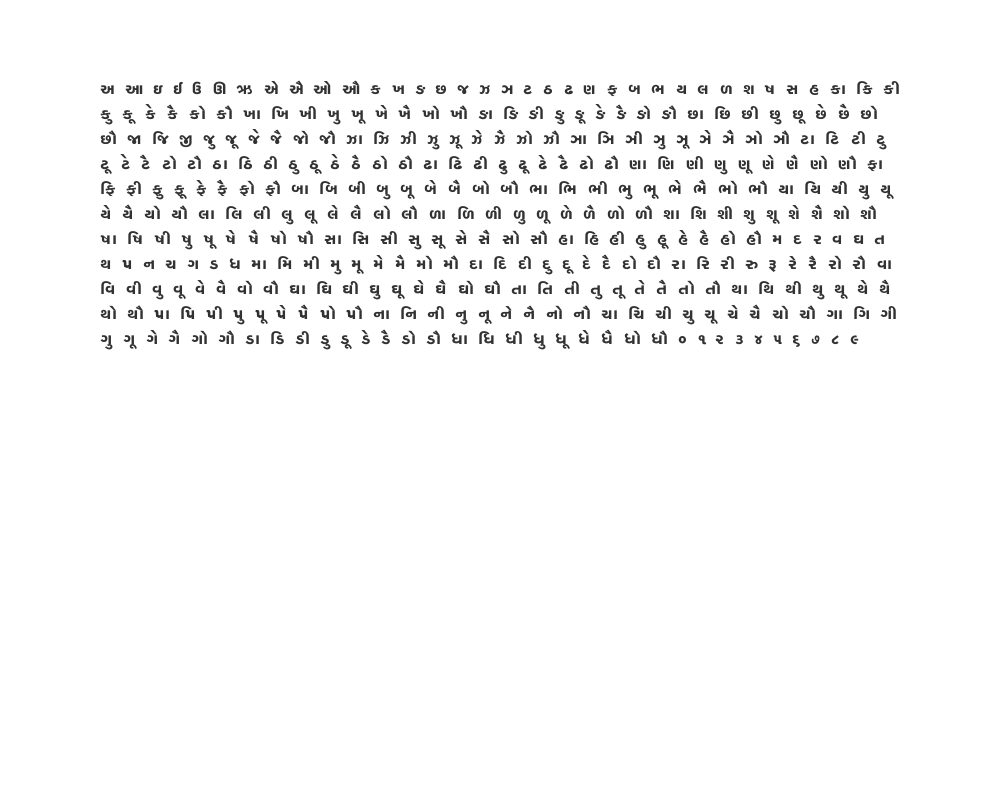 અ આ ઇ ઈ ઉ ઊ ઋ એ ઐ ઓ ઔ ક ખ ઙ છ જ ઝ ઞ ટ ઠ ઢ ણ ફ બ ભ ય લ ળ શ ષ સ હ કા કિ કી
કુ કૂ કે કૈ કો કૌ ખા ખિ ખી ખુ ખૂ ખે ખૈ ખો ખૌ ઙા ઙિ ઙી ઙુ ઙૂ ઙે ઙૈ ઙો ઙૌ છા છિ છી છુ છૂ છે છૈ છો
છૌ જા જિ જી જુ જૂ જે જૈ જો જૌ ઝા ઝિ ઝી ઝુ ઝૂ ઝે ઝૈ ઝો ઝૌ ઞા ઞિ ઞી ઞુ ઞૂ ઞે ઞૈ ઞો ઞૌ ટા ટિ ટી ટુ
ટૂ ટે ટૈ ટો ટૌ ઠા ઠિ ઠી ઠુ ઠૂ ઠે ઠૈ ઠો ઠૌ ઢા ઢિ ઢી ઢુ ઢૂ ઢે ઢૈ ઢો ઢૌ ણા ણિ ણી ણુ ણૂ ણે ણૈ ણો ણૌ ફા
ફિ ફી ફુ ફૂ ફે ફૈ ફો ફૌ બા બિ બી બુ બૂ બે બૈ બો બૌ ભા ભિ ભી ભુ ભૂ ભે ભૈ ભો ભૌ યા યિ યી યુ યૂ
યે યૈ યો યૌ લા લિ લી લુ લૂ લે લૈ લો લૌ ળા ળિ ળી ળુ ળૂ ળે ળૈ ળો ળૌ શા શિ શી શુ શૂ શે શૈ શો શૌ
ષા ષિ ષી ષુ ષૂ ષે ષૈ ષો ષૌ સા સિ સી સુ સૂ સે સૈ સો સૌ હા હિ હી હુ હૂ હે હૈ હો હૌ મ દ ર વ ઘ ત
થ પ ન ચ ગ ડ ધ મા મિ મી મુ મૂ મે મૈ મો મૌ દા દિ દી દુ દૂ દે દૈ દો દૌ રા રિ રી રુ રૂ રે રૈ રો રૌ વા
વિ વી વુ વૂ વે વૈ વો વૌ ઘા ઘિ ઘી ઘુ ઘૂ ઘે ઘૈ ઘો ઘૌ તા તિ તી તુ તૂ તે તૈ તો તૌ થા થિ થી થુ થૂ થે થૈ
થો થૌ પા પિ પી પુ પૂ પે પૈ પો પૌ ના નિ ની નુ નૂ ને નૈ નો નૌ ચા ચિ ચી ચુ ચૂ ચે ચૈ ચો ચૌ ગા ગિ ગી
ગુ ગૂ ગે ગૈ ગો ગૌ ડા ડિ ડી ડુ ડૂ ડે ડૈ ડો ડૌ ધા ધિ ધી ધુ ધૂ ધે ધૈ ધો ધૌ ૦ ૧ ૨ ૩ ૪ ૫ ૬ ૭ ૮ ૯